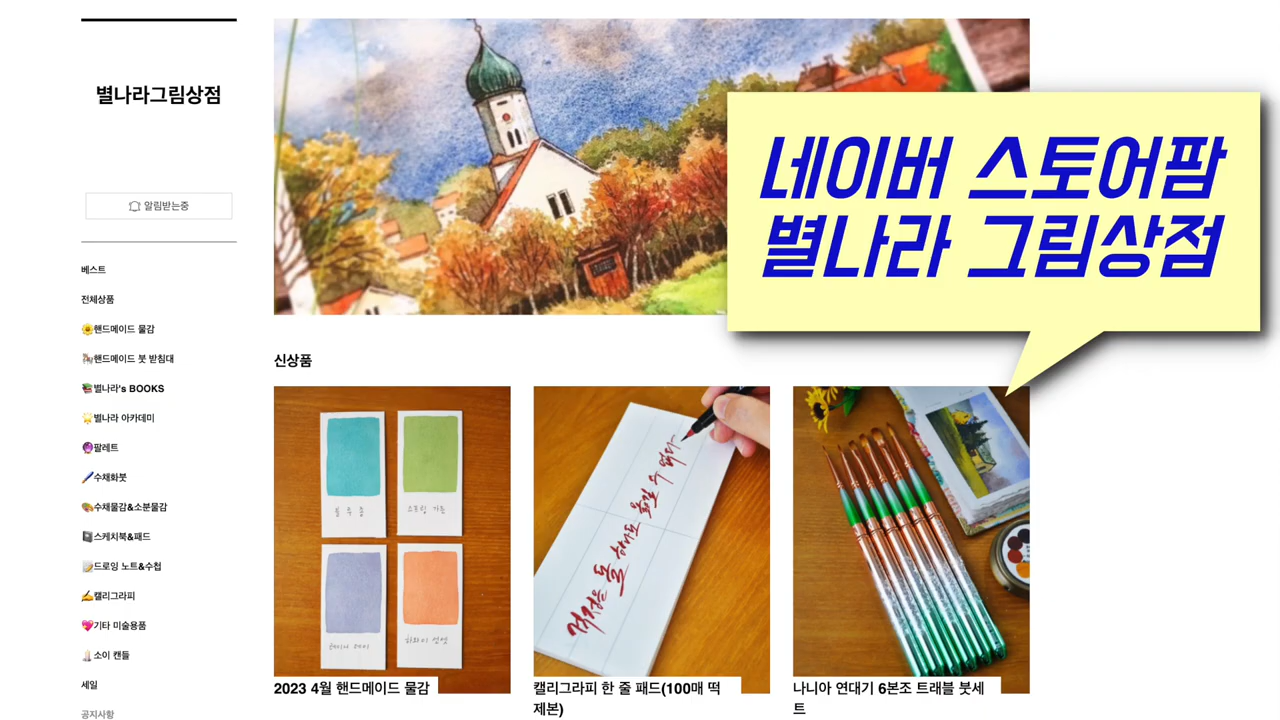 별나라그림상점
알림받는중
베스트
전체상품
핸드메이드 물감
핸드메이드 붓 받침대
별나라's BOOKS
별나라 아카데미
팔레트
수채화붓
수채물감&소분물감
스케치북&패드
드로잉 노트&수첩
캘리그라피
기타 미술용품
소이 캔들
세일
공지사항
네이버 스토어팜
별나라 그림상점
신상품
스프링 가든
2023 4월 핸드메이드 물감
캘리그라피 한 줄 패드(100매 떡
제본)
나니아 연대기 6본조 트래블 붓세
트